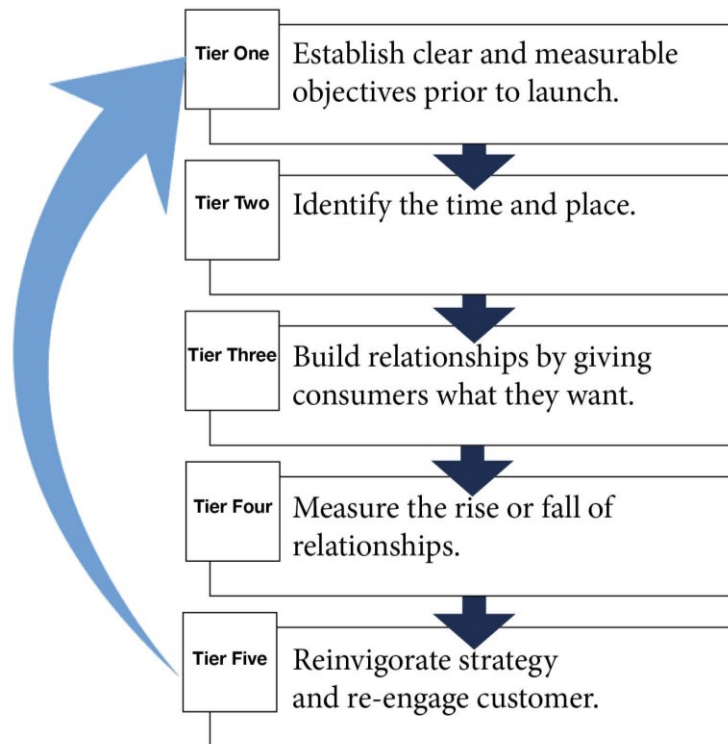 Tier One
Establish clear and measurable
objectives prior to launch.
Tier Two
Identify the time and place.
Tier Three
Build relationships by giving
consumers what they want.
Tier Four
Measure the rise or fall of
relationships.
Tier Five
Reinvigorate strategy
and re-engage customer.